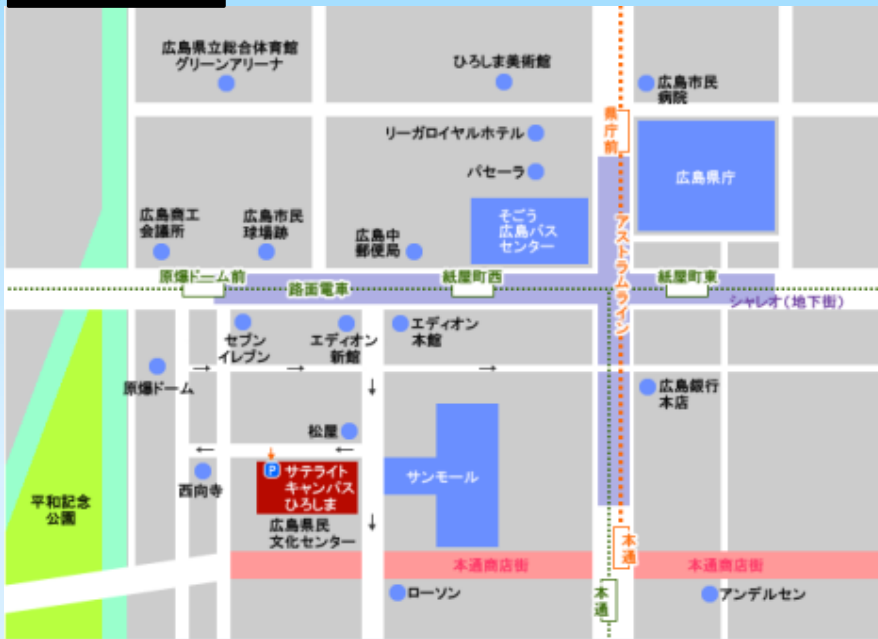 広島県立総合体育館
グリーンアリーナ
ひろしま美術館
広島市民
病院
県庁前
リーガロイヤルホテル
パセーラ
広島県庁
広島商工
会議所
広島市民
球場跡
広島中
郵便局
そごう
広島バス
センター
アストラムライン
原爆ドーム前
路面電車
紙屋町西
紙屋町東
シャレオ(地下街)
セブン
イレブン
エディオン
新館
エディオン
本館
原爆ドーム
広島銀行
本店
松屋
P
サテライト
キャンパス
ひろしま
サンモール
西向寺
平和記念
公園
広島県民
文化センター
本通
本通商店街
本通商店街
ローソン
本通
アンデルセン